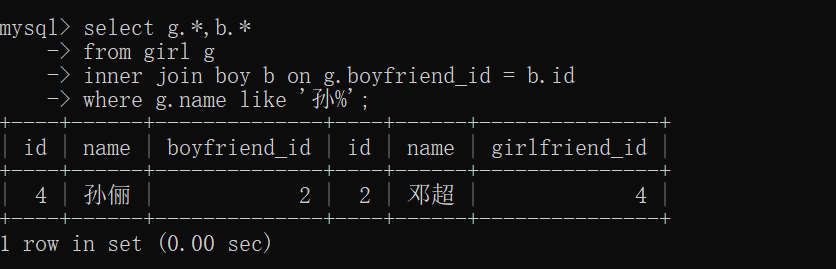 mysql> select g.*,b.*
    -> from girl g
    -> inner join boy b on g.boyfriend_id = b.id
    -> where g.name like '孙%';
+----+------+--------------+----+------+---------------+
| id | name | boyfriend_id | id | name | girlfriend_id |
+----+------+--------------+----+------+---------------+
|  4 | 孙俪 |            2 |  2 | 邓超 |             4 |
+----+------+--------------+----+------+---------------+
1 row in set (0.00 sec)